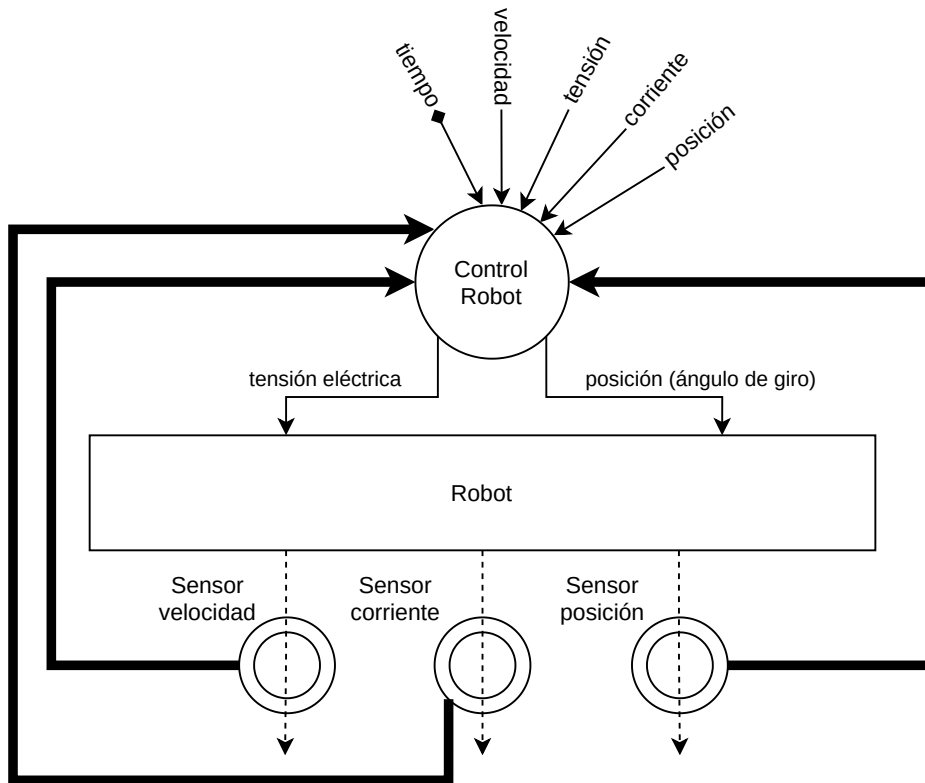 tiempo
velocidad
tensión
corriente
posición
Control
Robot
tensión eléctrica
posición (ángulo de giro)
Robot
Sensor
velocidad
Sensor
corriente
Sensor
posición